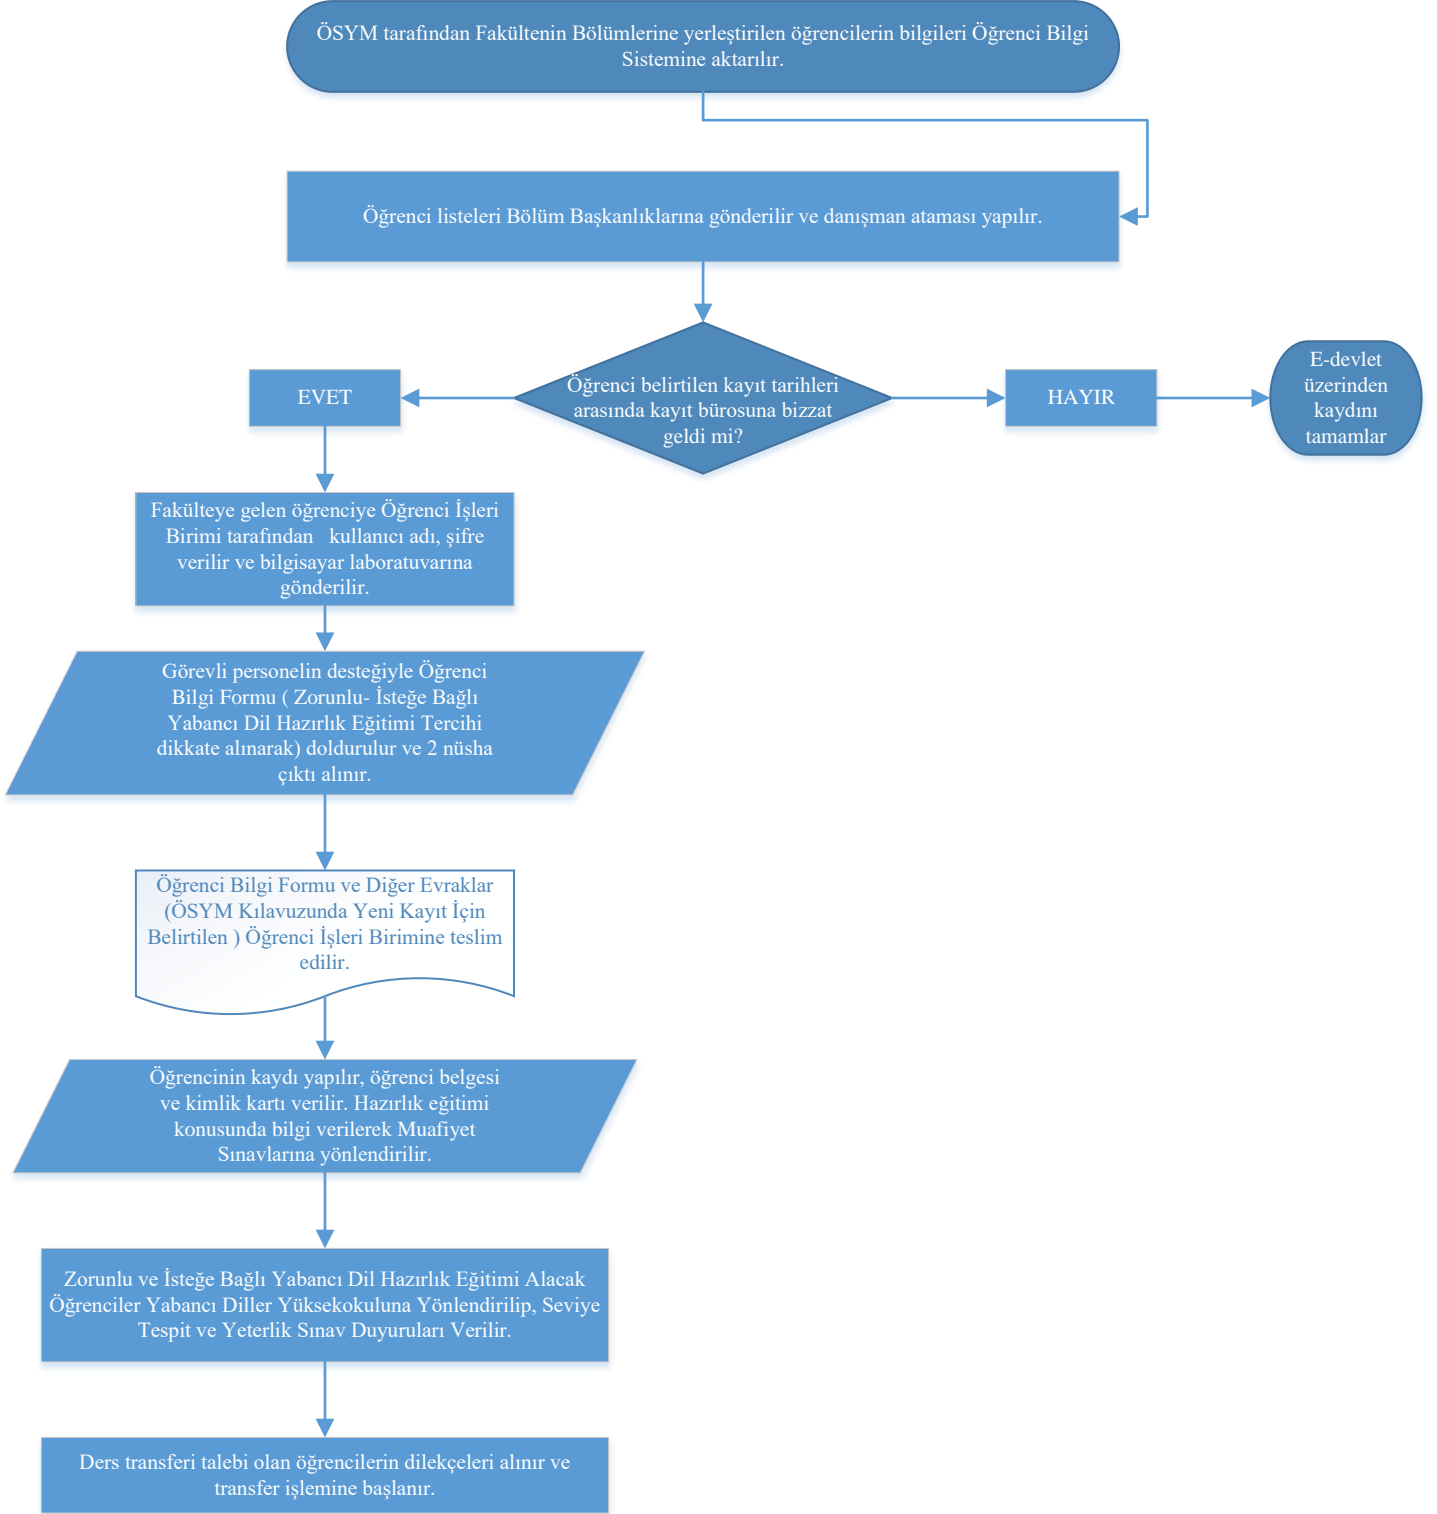 ÖSYM tarafından Fakültenin Bölümlerine yerleştirilen öğrencilerin bilgileri Öğrenci Bilgi
Sistemine aktarılır.
Öğrenci listeleri Bölüm Başkanlıklarına gönderilir ve danışman ataması yapılır.
EVET
Öğrenci belirtilen kayıt tarihleri
arasında kayıt bürosuna bizzat
geldi mi?
HAYIR
E-devlet
üzerinden
kaydını
tamamlar
Fakülteye gelen öğrenciye Öğrenci İşleri
Birimi tarafından   kullanıcı adı, şifre
verilir ve bilgisayar laboratuvarına
gönderilir.
Görevli personelin desteğiyle Öğrenci
Bilgi Formu ( Zorunlu- İsteğe Bağlı
Yabancı Dil Hazırlık Eğitimi Tercihi
dikkate alınarak) doldurulur ve 2 nüsha
çıktı alınır.
Öğrenci Bilgi Formu ve Diğer Evraklar
(ÖSYM Kılavuzunda Yeni Kayıt İçin
Belirtilen ) Öğrenci İşleri Birimine teslim
edilir.
Öğrencinin kaydı yapılır, öğrenci belgesi
ve kimlik kartı verilir. Hazırlık eğitimi
konusunda bilgi verilerek Muafiyet
Sınavlarına yönlendirilir.
Zorunlu ve İsteğe Bağlı Yabancı Dil Hazırlık Eğitimi Alacak
Öğrenciler Yabancı Diller Yüksekokuluna Yönlendirilip, Seviye
Tespit ve Yeterlik Sınav Duyuruları Verilir.
Ders transferi talebi olan öğrencilerin dilekçeleri alınır ve
transfer işlemine başlanır.